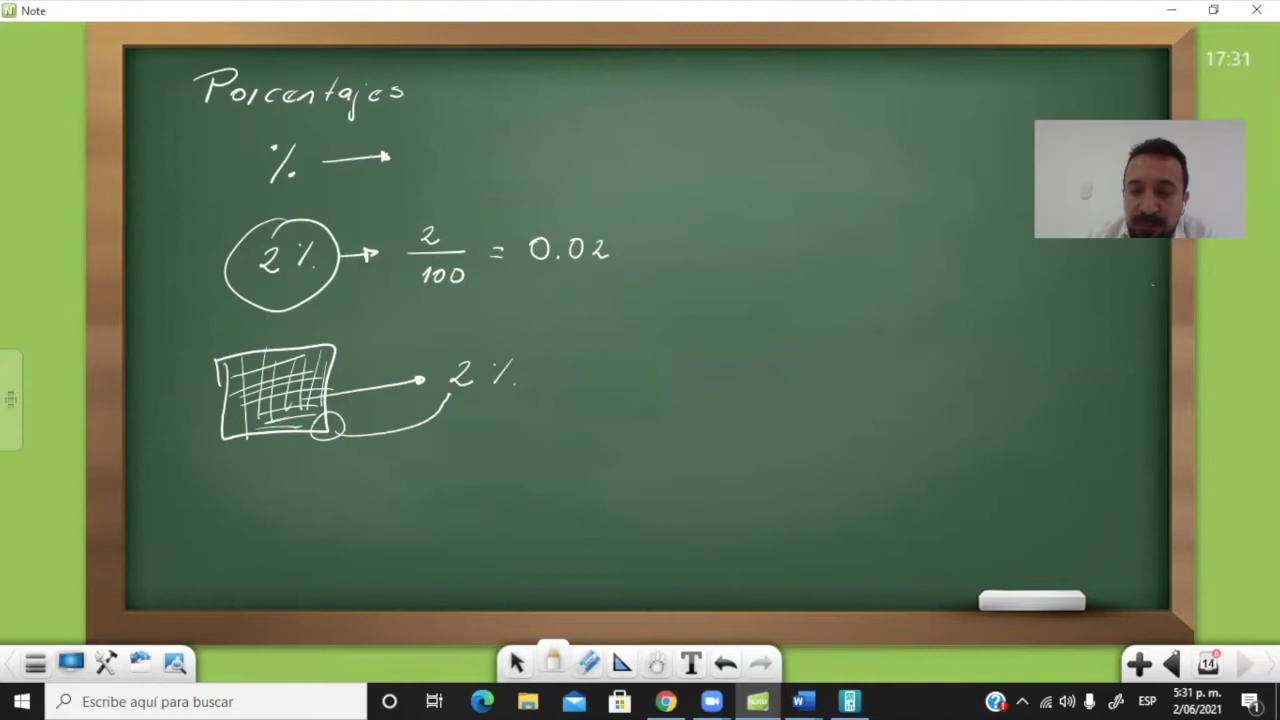 Note
17:31
Porcentajes
%
2% 2/100 = 0.02
2%
T
14
Escribe aquí para buscar
ESP
5:31 p. m.
2/06/2021